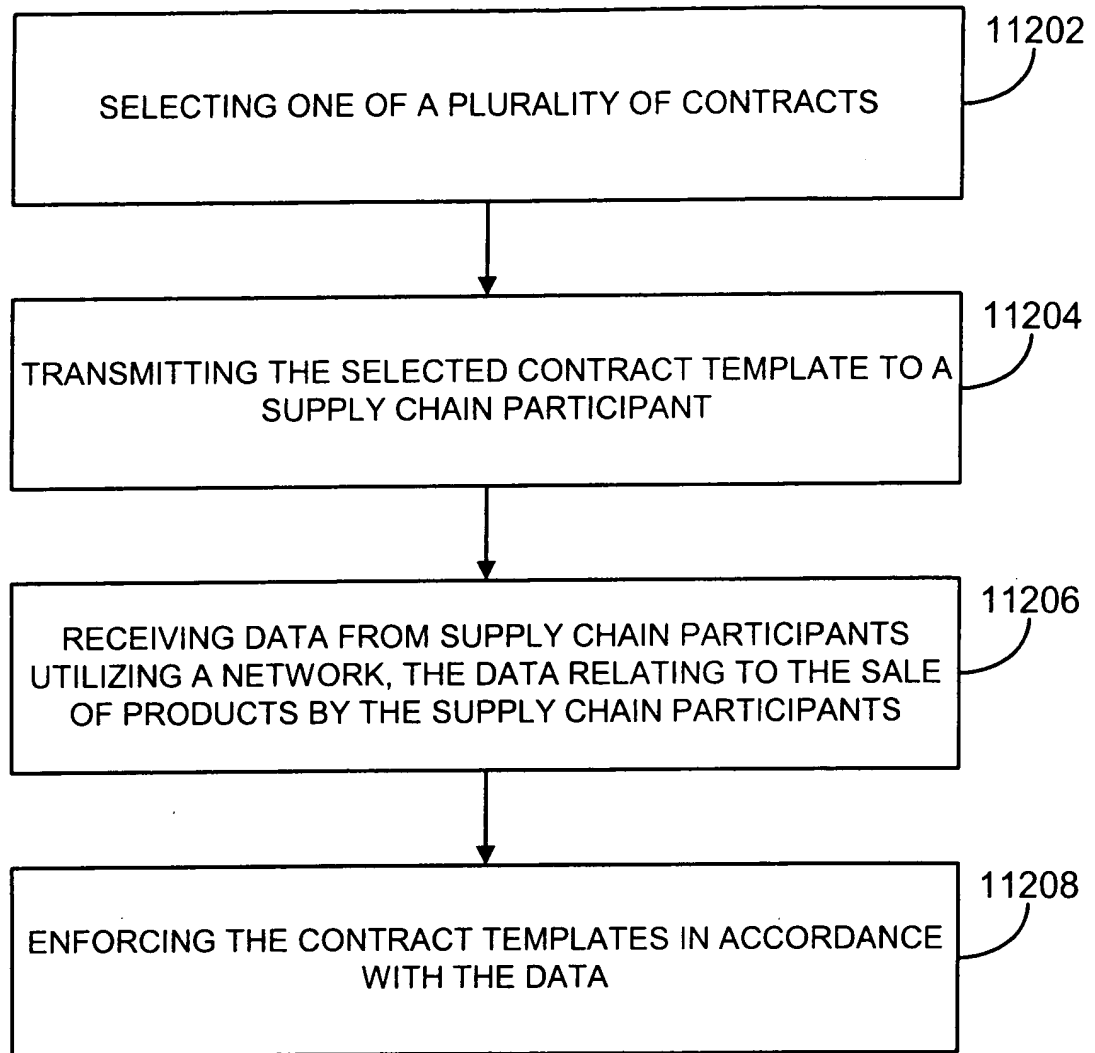 11202
SELECTING ONE OF A PLURALITY OF CONTRACTS
11204
TRANSMITTING THE SELECTED CONTRACT TEMPLATE TO A
SUPPLY CHAIN PARTICIPANT
11206
RECEIVING DATA FROM SUPPLY CHAIN PARTICIPANTS
UTILIZING A NETWORK, THE DATA RELATING TO THE SALE
OF PRODUCTS BY THE SUPPLY CHAIN PARTICIPANTS
11208
ENFORCING THE CONTRACT TEMPLATES IN ACCORDANCE
WITH THE DATA